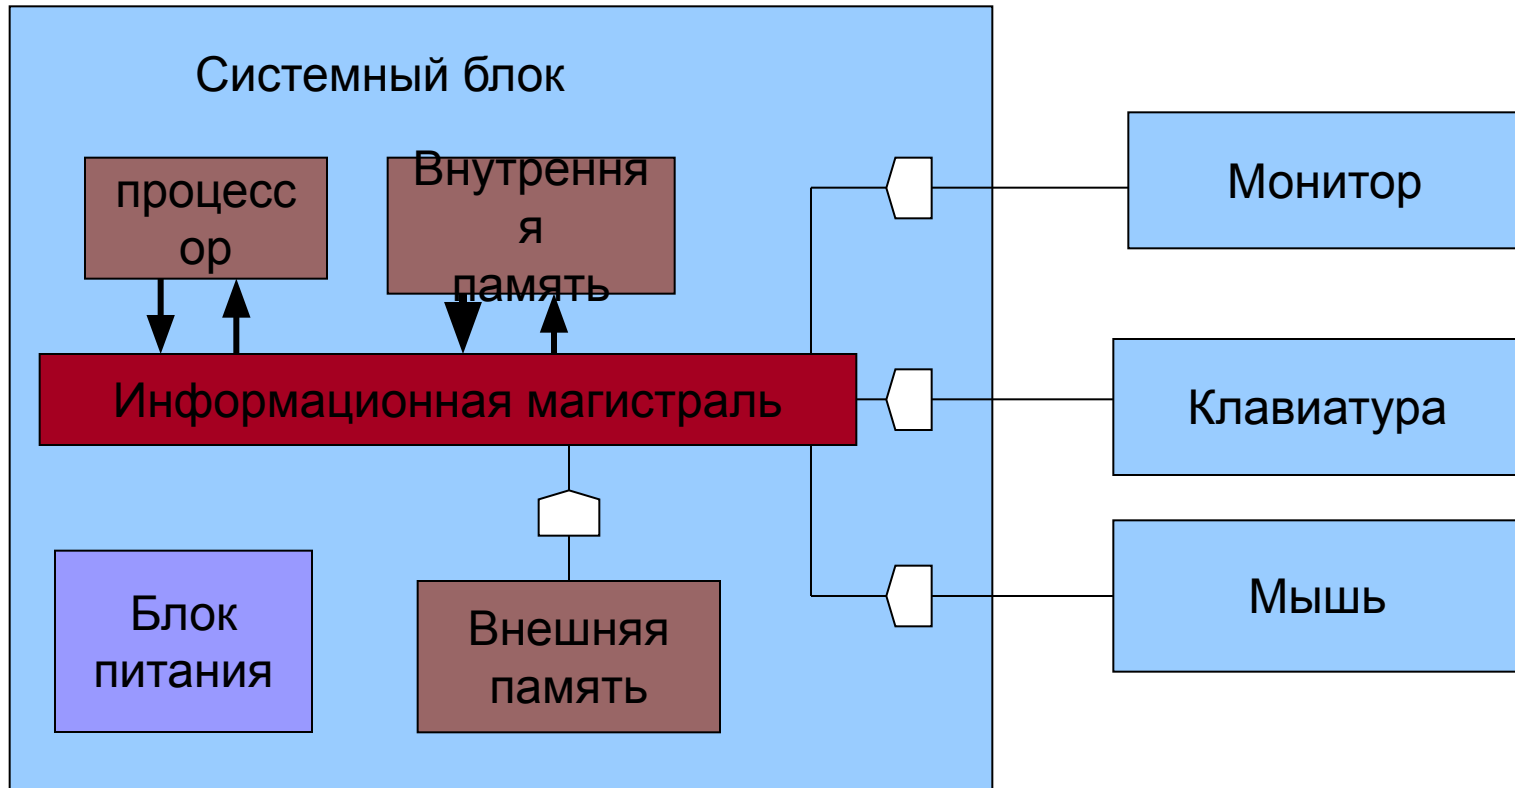 Системный блок
процесс
ор
Внутрення
я
память
Монитор
Информационная магистраль
Клавиатура
Блок
питания
Внешняя
память
Мышь